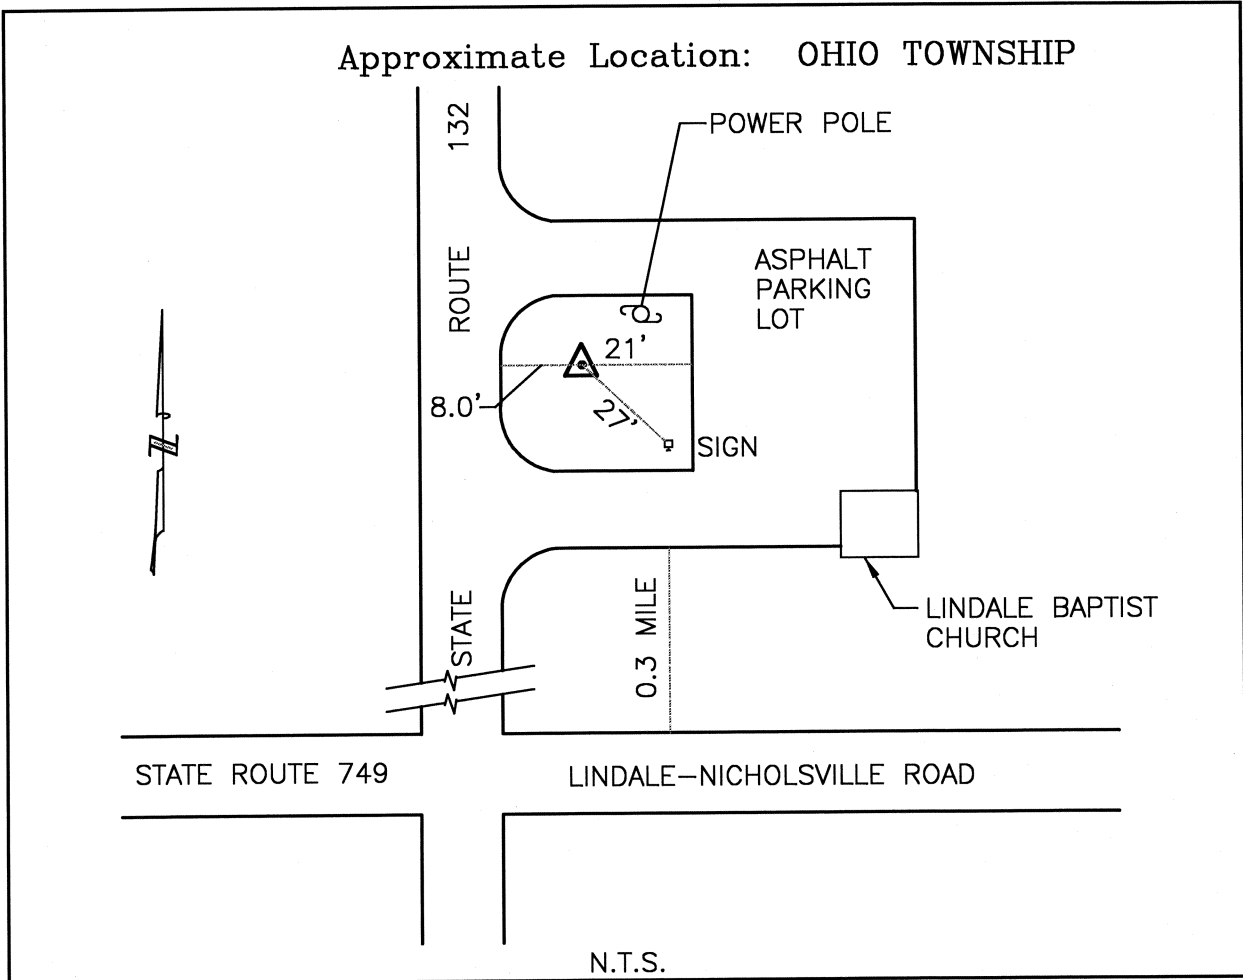 Approximate Location: OHIO TOWNSHIP
132
POWER POLE
ROUTE
ASPHALT
PARKING
LOT
21'
8.0'
27'
SIGN
STATE
0.3 MILE
LINDALE BAPTIST
CHURCH
STATE ROUTE 749
LINDALE-NICHOLSVILLE ROAD
N.T.S.